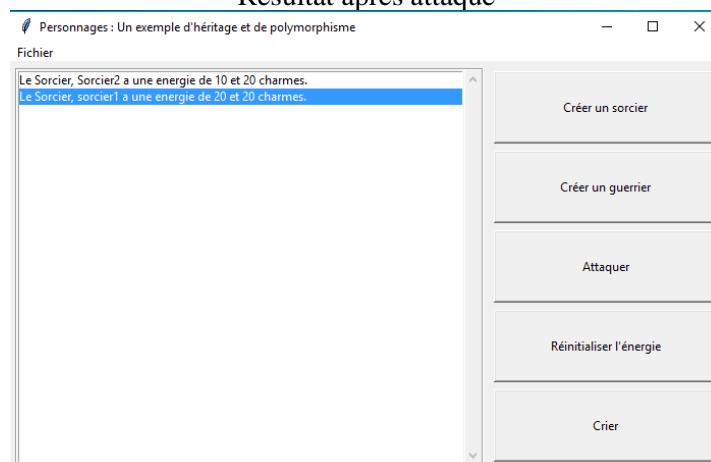 Résultat après attaque
Personnages : Un exemple d'héritage et de polymorphisme
Fichier
Le Sorcier, Sorcier2 a une energie de 10 et 20 charmes.
Le Sorcier, sorcier1 a une energie de 20 et 20 charmes.
Créer un sorcier
Créer un guerrier
Attaquer
Réinitialiser l'énergie
Crier